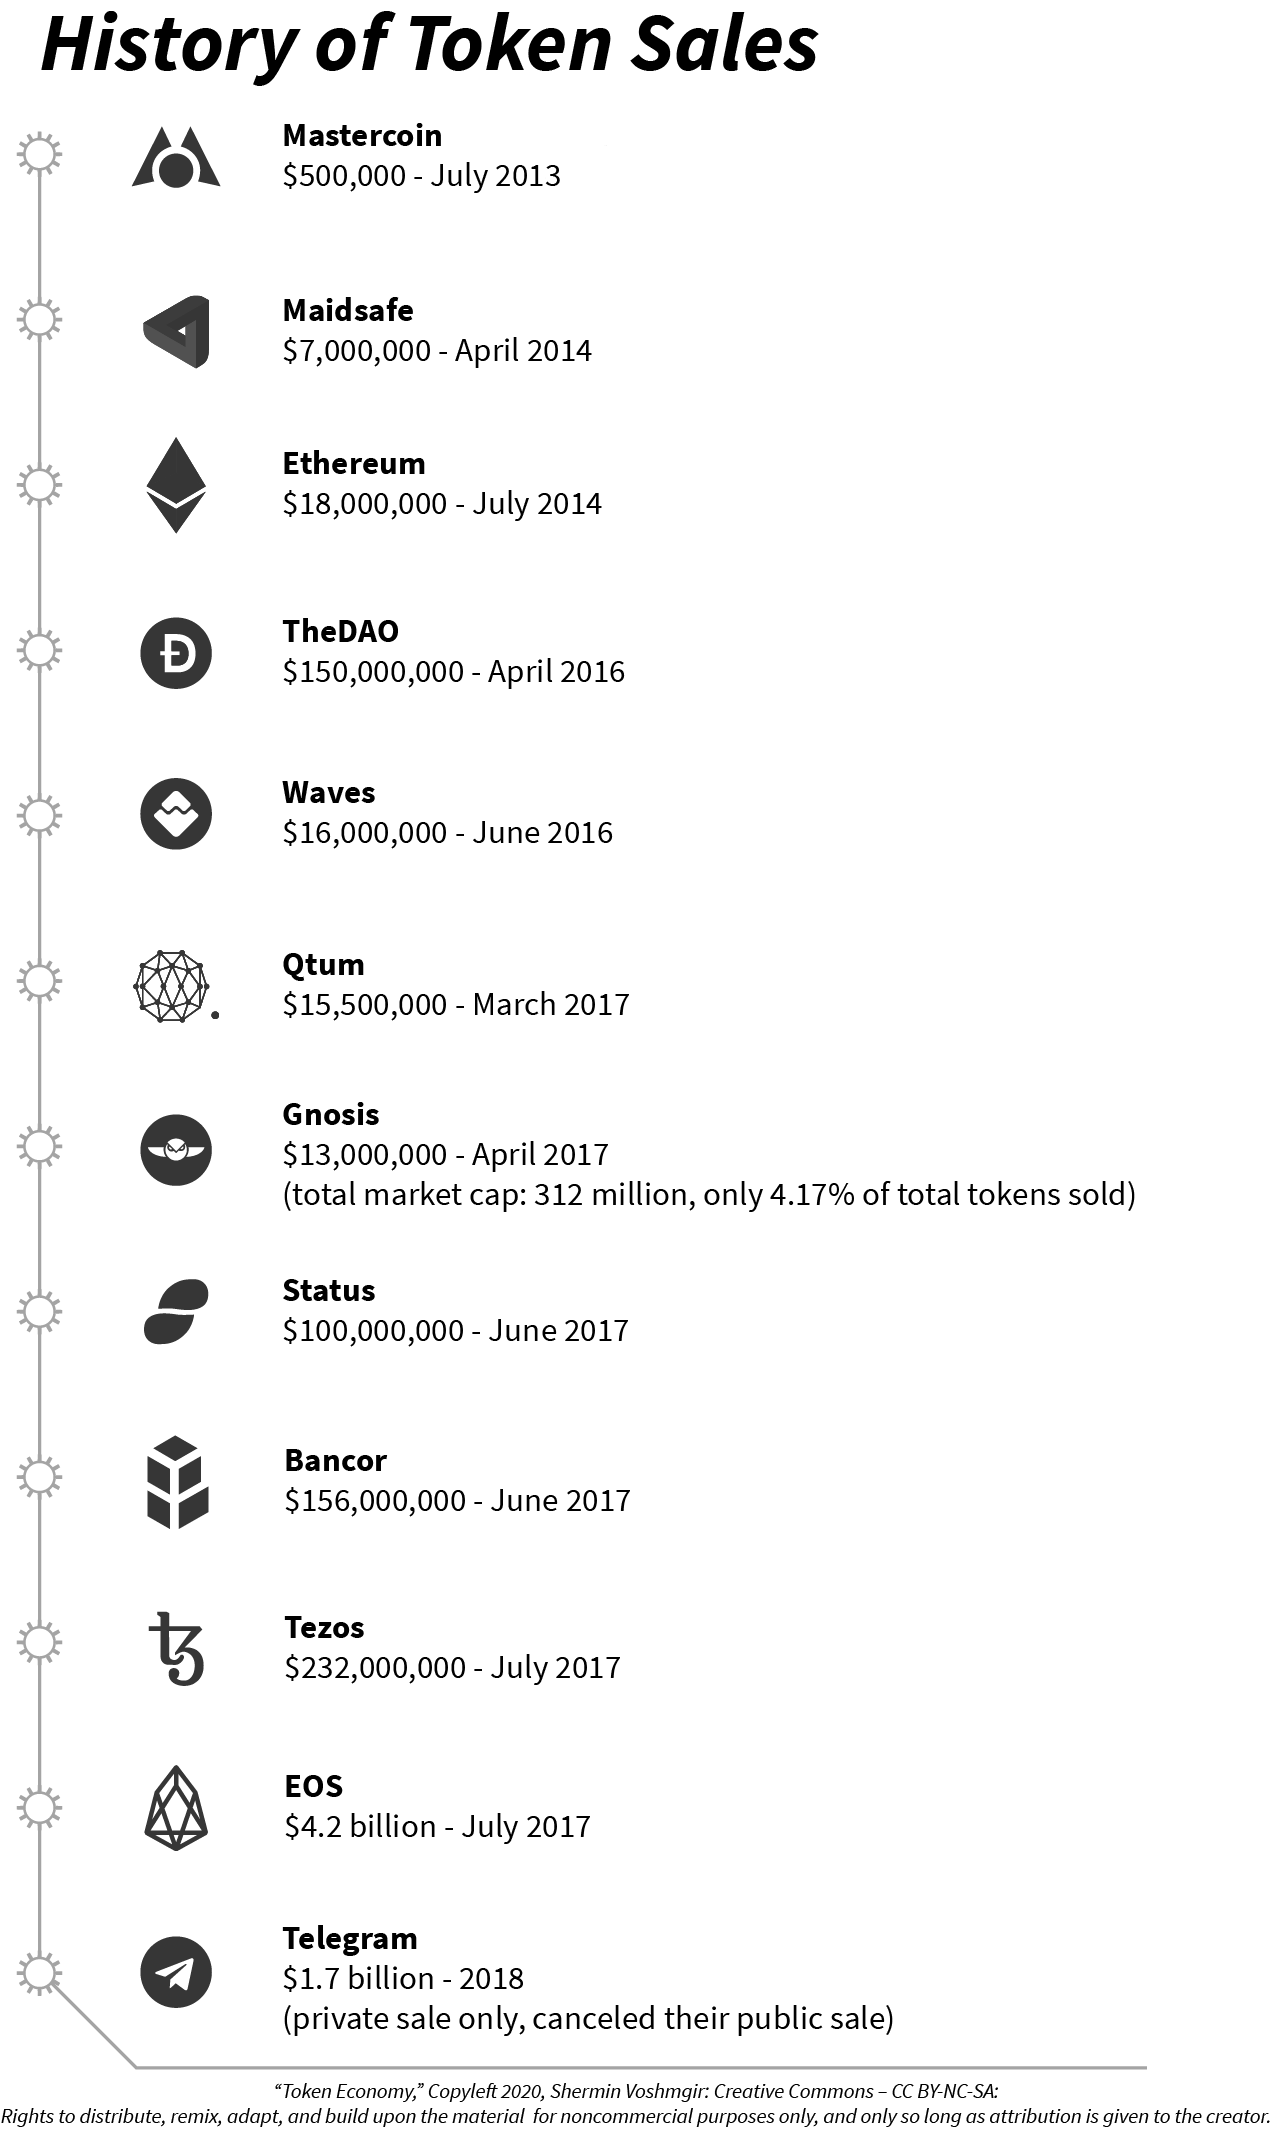 History of Token Sales
Mastercoin
$500,000 - July 2013
Maidsafe
$7,000,000 - April 2014
Ethereum
$18,000,000 - July 2014
TheDAO
$150,000,000 - April 2016
Waves
$16,000,000 - June 2016
Qtum
$15,500,000 - March 2017
Gnosis
$13,000,000 - April 2017
(total market cap: 312 million, only 4.17% of total tokens sold)
Status
$100,000,000 - June 2017
Bancor
$156,000,000 - June 2017
Tezos
$232,000,000 - July 2017
EOS
$4.2 billion - July 2017
Telegram
$1.7 billion - 2018
(private sale only, canceled their public sale)
“Token Economy,” Copyleft 2020, Shermin Voshmgir: Creative Commons – CC BY-NC-SA:
Rights to distribute, remix, adapt, and build upon the material for noncommercial purposes only, and only so long as attribution is given to the creator.